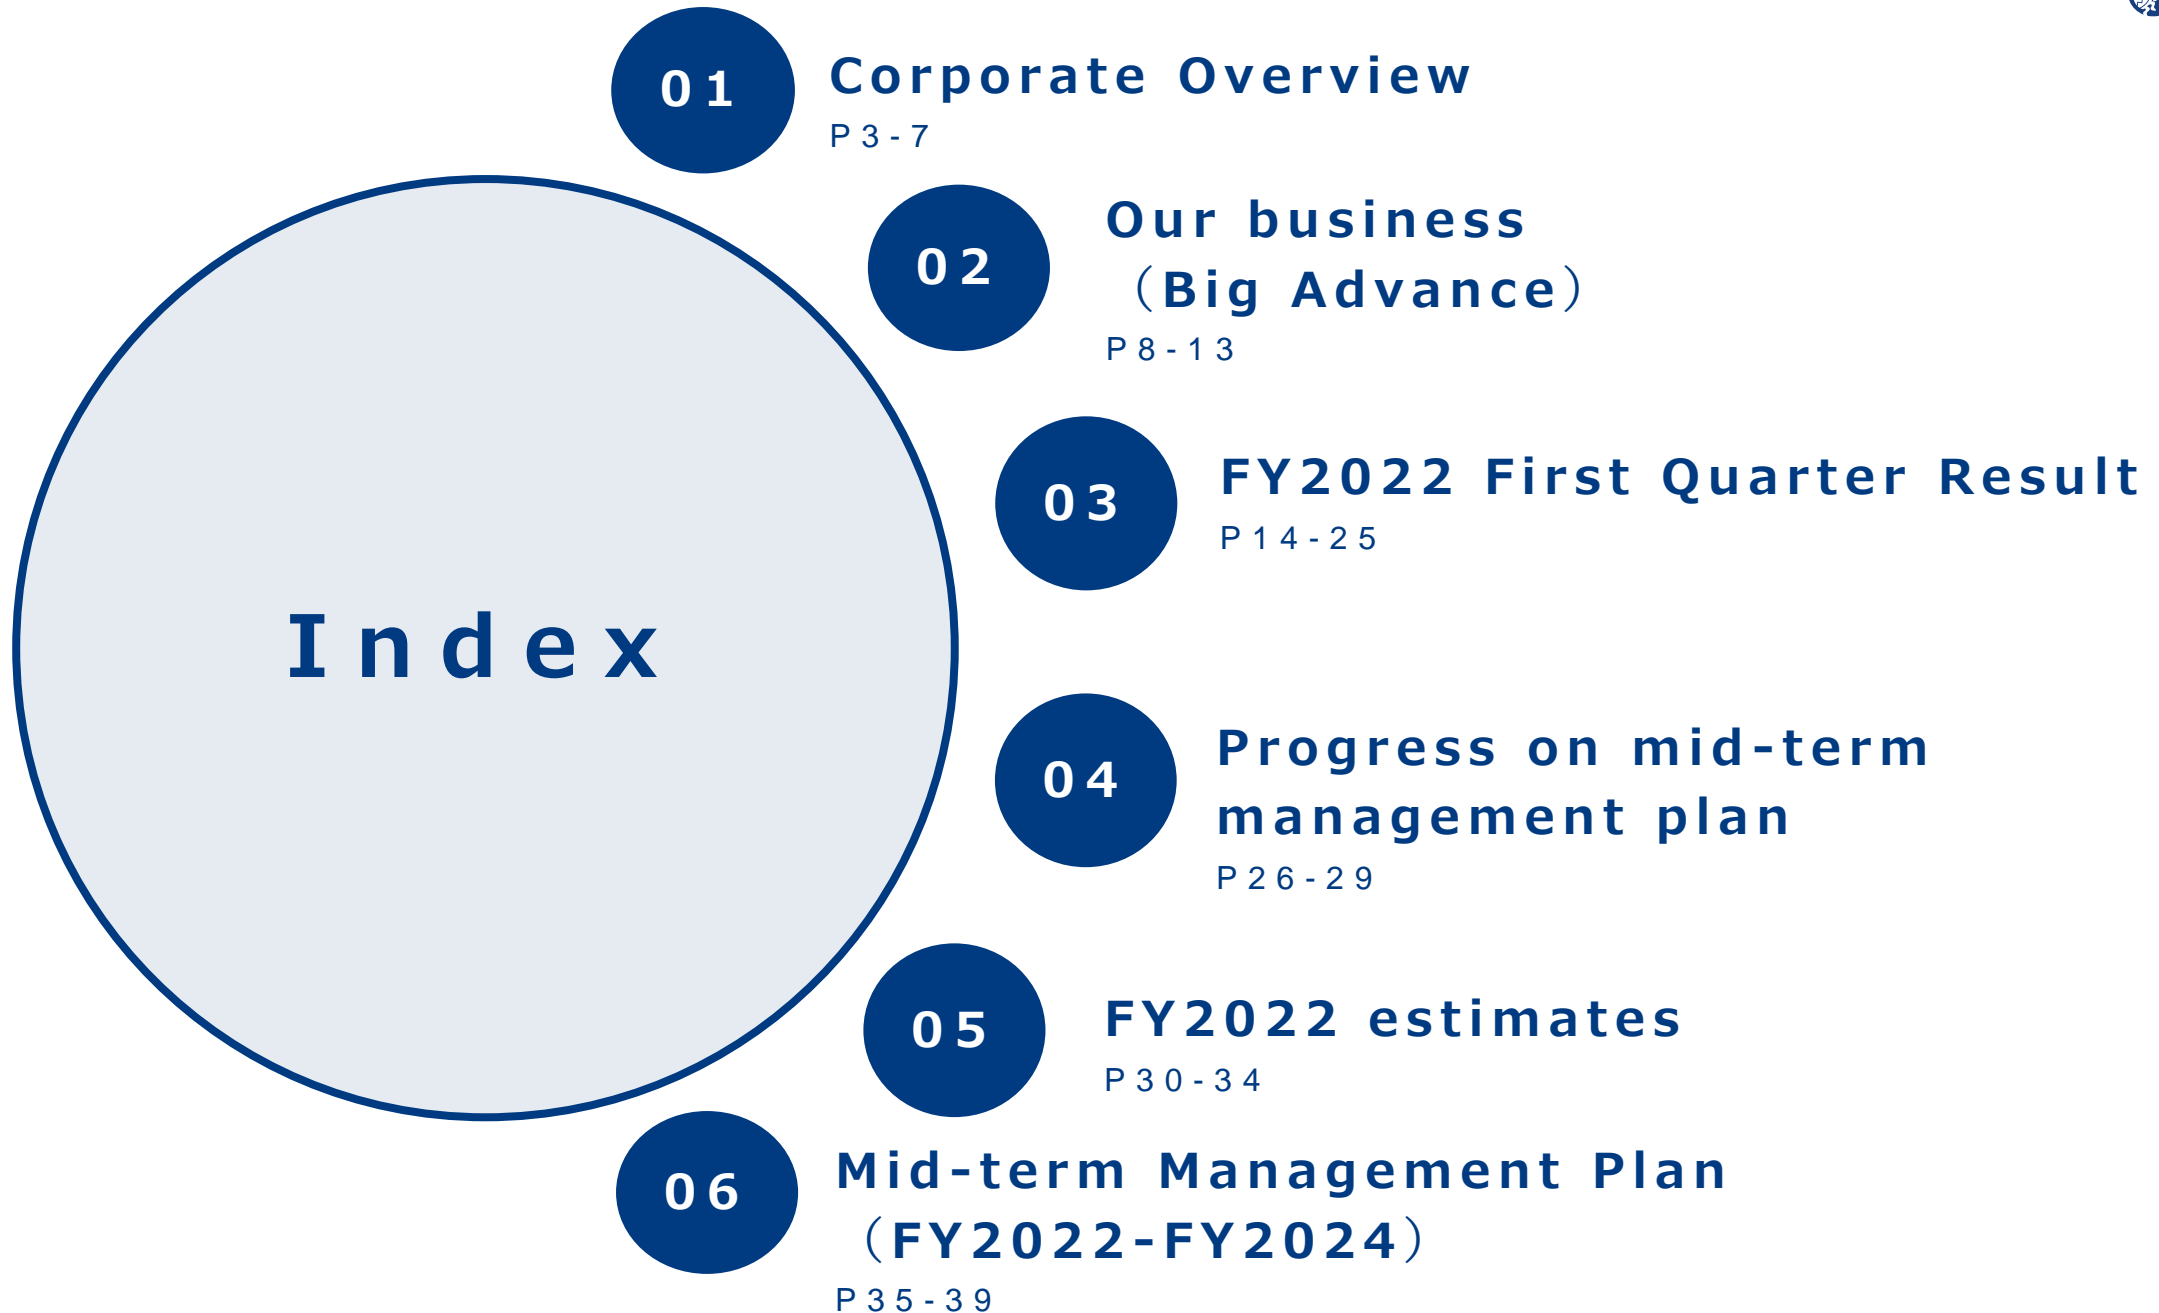 Index
01
Corporate Overview
P3-7
02
Our business
（Big Advance）
P8-13
03
FY2022 First Quarter Result
P14-25
04
Progress on mid-term
management plan
P26-29
05
FY2022 estimates
P30-34
06
Mid-term Management Plan
（FY2022-FY2024）
P35-39